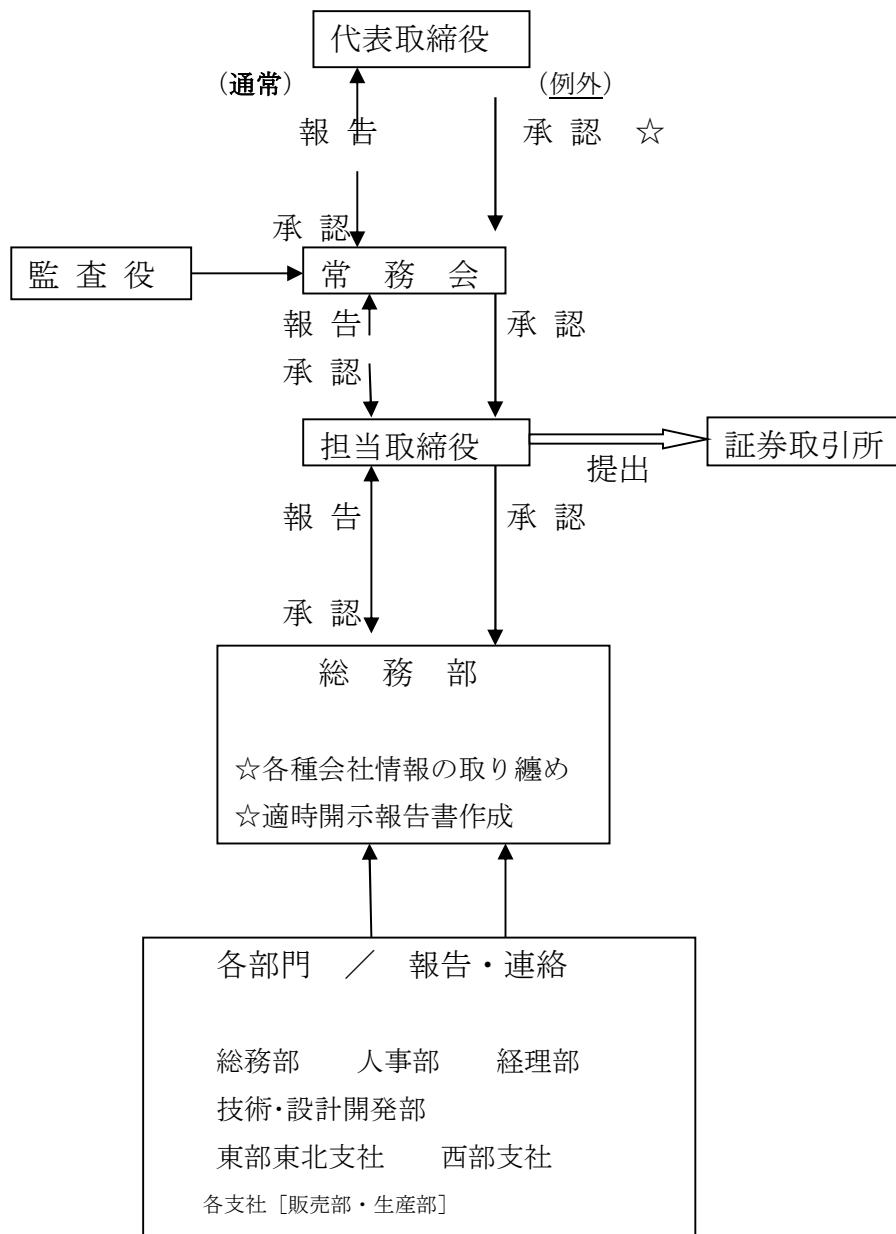 代表取締役
(通常) (例外)
報 告 承 認 ☆
承 認
監 査 役 常 務 会
報 告 承 認
承 認
担当取締役 証券取引所
提出
報 告 承 認
承 認
総 務 部
☆各種会社情報の取り纏め
☆適時開示報告書作成
各部門 ／ 報告・連絡
総務部 人事部 経理部
技術・設計開発部
東部東北支社 西部支社
各支社［販売部・生産部］